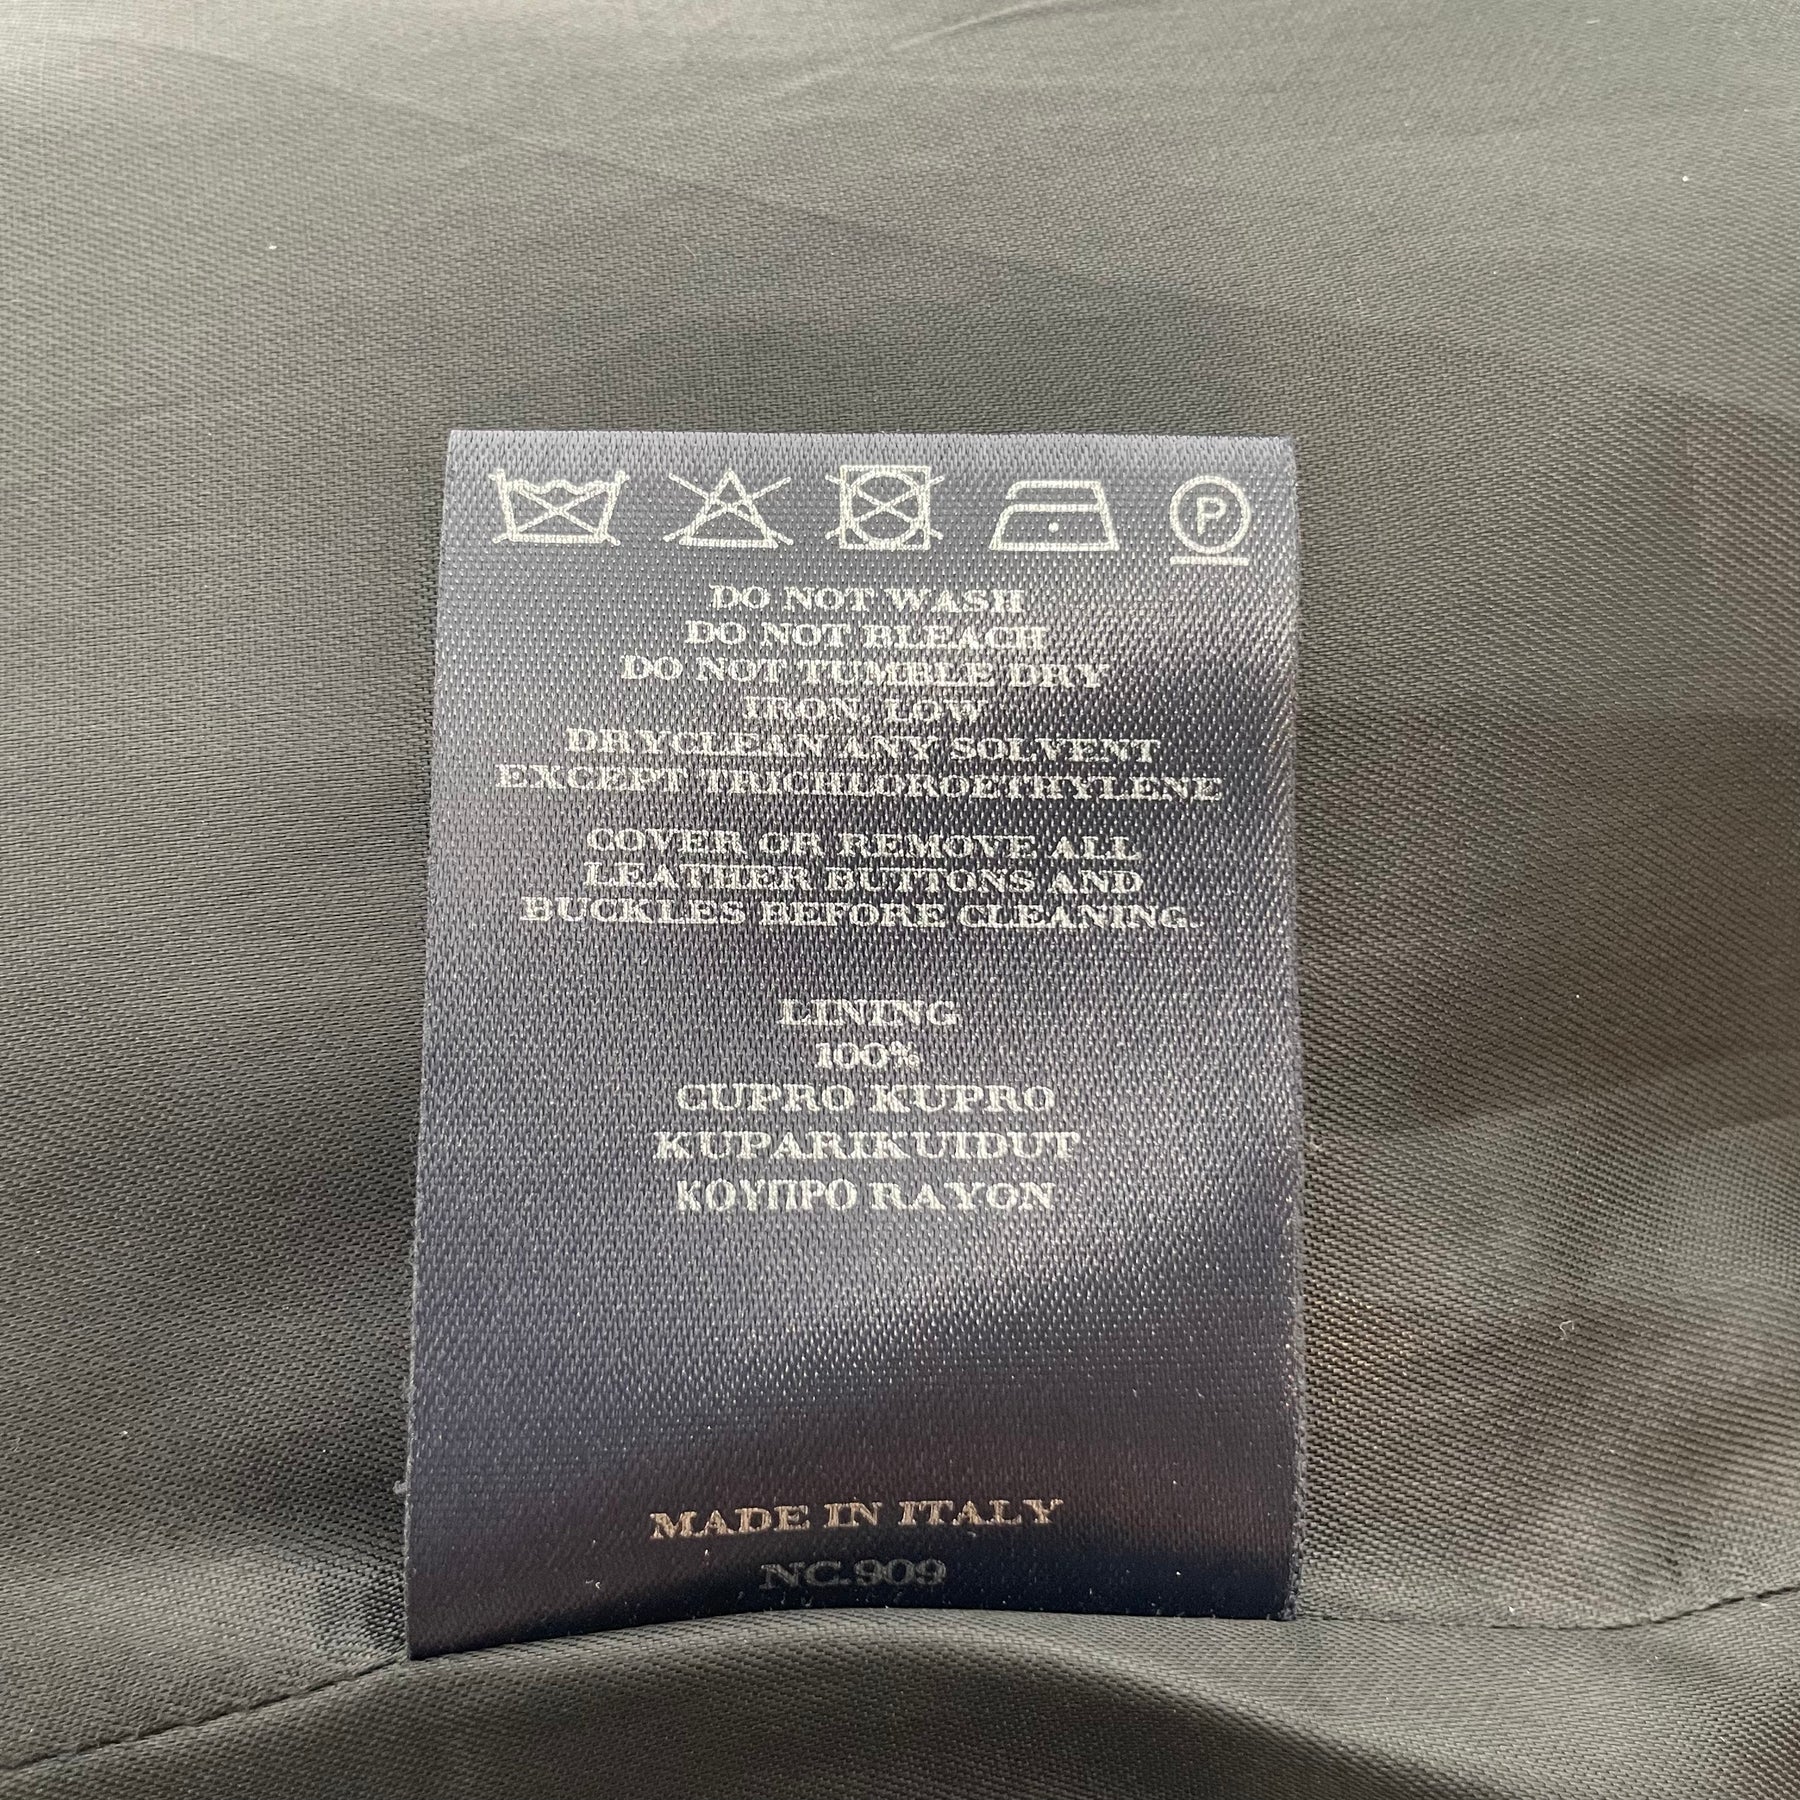 P
DO NOT WASH
DO NOT BLEACH
DO NOT TUMBLE DRY
IRON, LOW
DRYCLEAN ANY SOLVENT
EXCEPT TRICHLOROETHYLENE
COVER OR REMOVE ALL
LEATHER BUTTONS AND
BUCKLES BEFORE CLEANING.
LINING
100%
CUPRO KUPRO
KUPARIKUIDUT
ΚΟΥΠΡΟ RAYON
MADE IN ITALY
NC.909